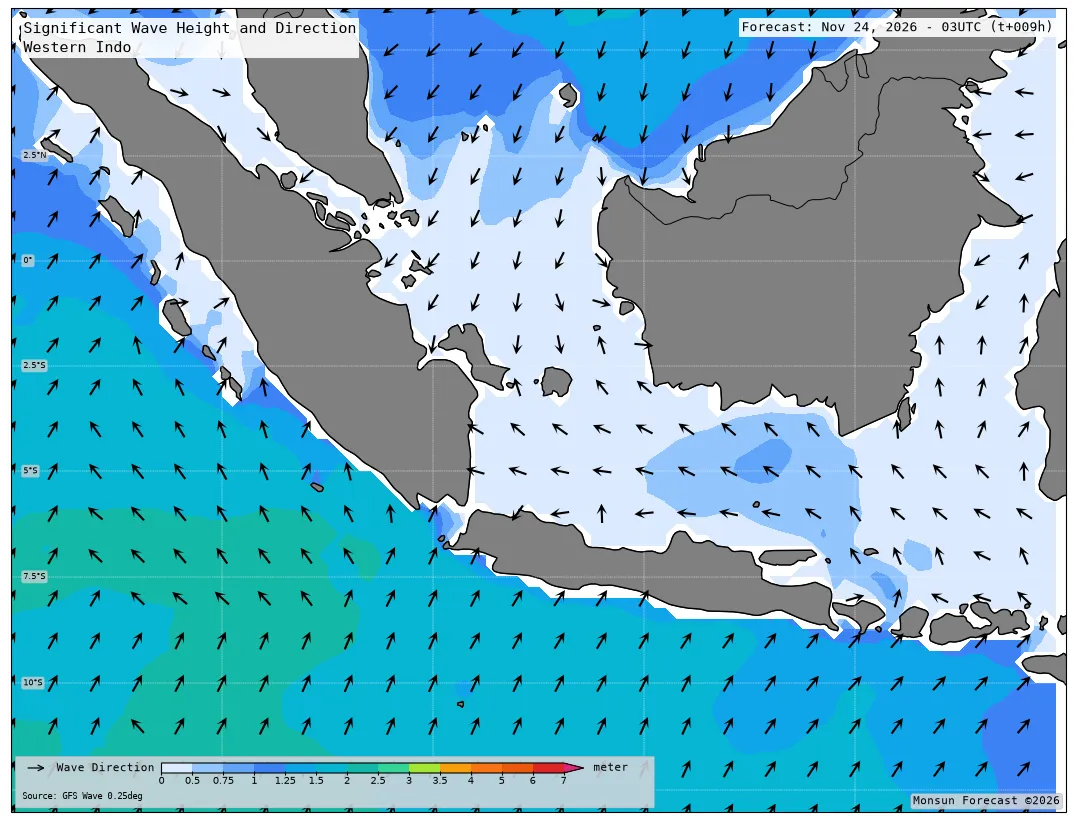 Significant Wave Height and Direction
Western Indo
Forecast: Nov 24, 2026 - 03UTC (t+009h)
2.5°N
0°
2.5°S
5°S
7.5°S
10°S
Wave Direction
0 0.5 0.75 1 1.25 1.5 2 2.5 3 3.5 4 5 6 7
meter
Source: GFS Wave 0.25deg
Monsun Forecast ©2026